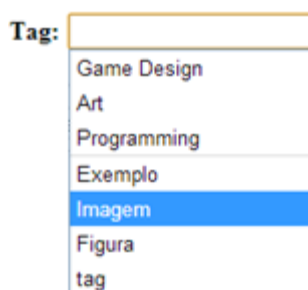 Tag:
Game Design
Art
Programming
Exemplo
Imagem
Figura
tag